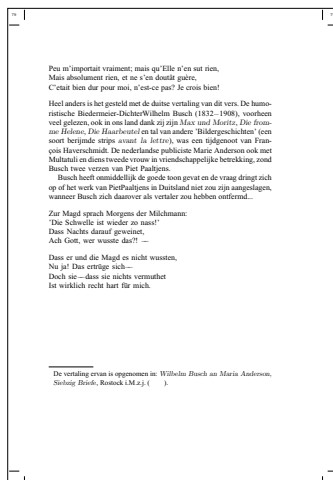 Peu m'importait vraiment; mais qu'Elle n'en sut rien,
Mais absolument rien, et ne s'en doutât guère,
C'etait bien dur pour moi, n'est-ce pas? Je crois bien!
Heel anders is het gesteld met de duitse vertaling van dit vers. De humo-
ristische Biedermeier-DichterWilhelm Busch (1832–1908), voorheen
veel gelezen, ook in ons land dank zij zijn Max und Moritz, Die from-
me Helene, Die Haarbeutel en tal van andere 'Bildergeschichten' (een
soort berijmde strips avant la lettre), was een tijdgenoot van Fran-
çois Haverschmidt. De nederlandse publiciste Marie Anderson ook met
Multatuli en diens tweede vrouw in vriendschappelijke betrekking, zond
Busch twee verzen van Piet Paaltjens.
Busch heeft onmiddellijk de goede toon gevat en de vraag dringt zich
op of het werk van PietPaaltjens in Duitsland niet zou zijn aangeslagen,
wanneer Busch zich daarover als vertaler zou hebben ontfermd...
Zur Magd sprach Morgens der Milchmann:
'Die Schwelle ist wieder zo nass!'
Dass Nachts darauf geweinet,
Ach Gott, wer wusste das?! —
Dass er und die Magd es nicht wussten,
Nu ja! Das ertrüge sich—
Doch sie—dass sie nichts vermuthet
Ist wirklich recht hart für mich.
De vertaling ervan is opgenomen in: Wilhelm Busch an Maria Anderson,
Siebzig Briefe, Rostock i.M.z.j. ( ).